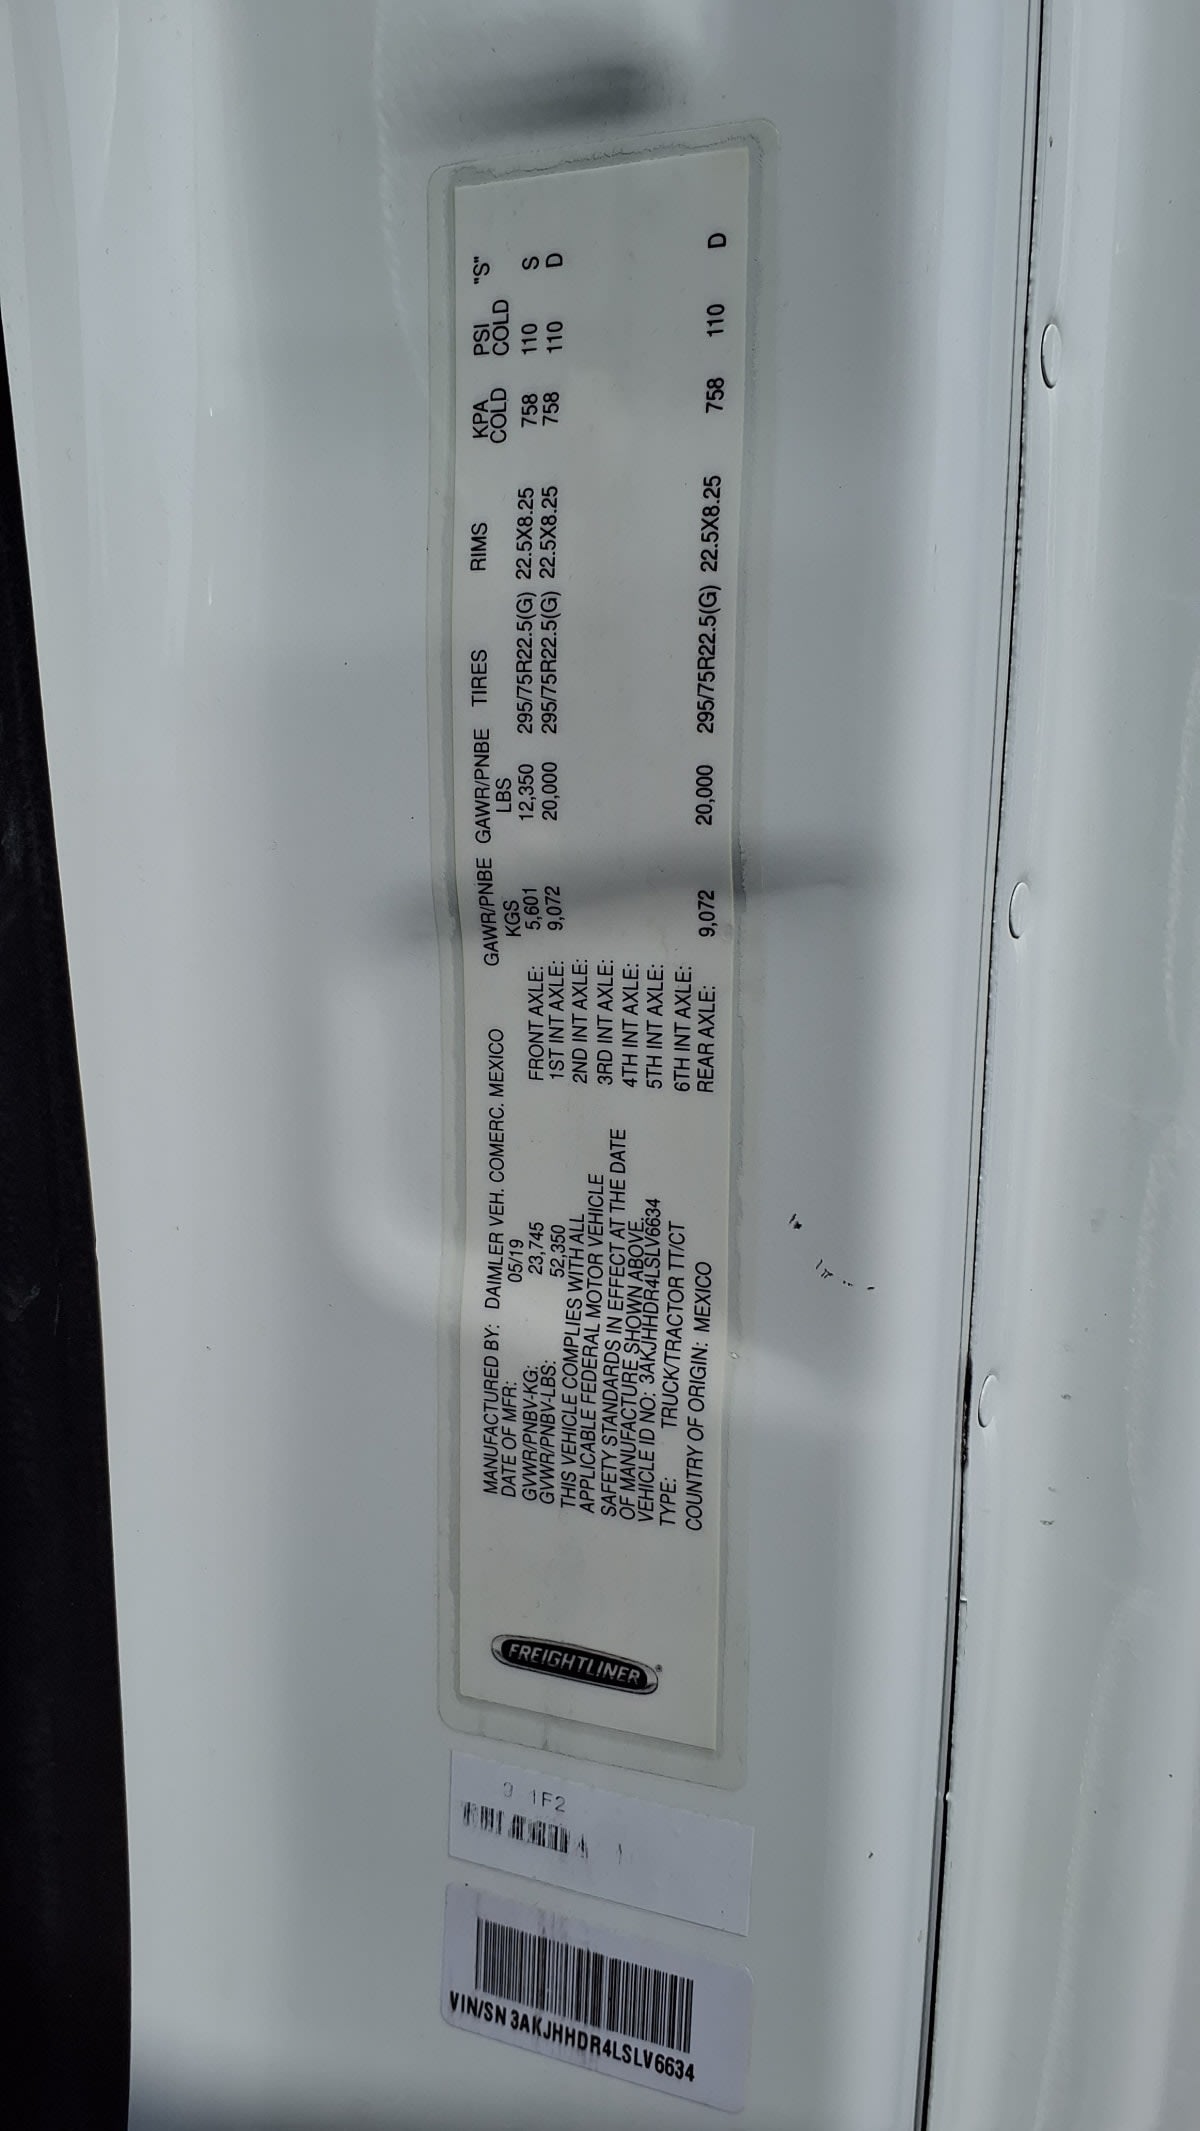 FREIGHTLINER
MANUFACTURED BY: DAIMLER VEH. COMERC. MEXICO
DATE OF MFR: 05/19
GVWR/PNBV-KG: 23,745
GVWR/PNBV-LBS: 52,350
THIS VEHICLE COMPLIES WITH ALL
APPLICABLE FEDERAL MOTOR VEHICLE
SAFETY STANDARDS IN EFFECT AT THE DATE
OF MANUFACTURE SHOWN ABOVE.
VEHICLE ID NO: 3AKJHHDR4LSLV6634
TYPE: TRUCK/TRACTOR TT/CT
COUNTRY OF ORIGIN: MEXICO
GAWR/PNBE GAWR/PNBE TIRES RIMS KPA PSI "S"
KGS LBS COLD COLD
FRONT AXLE: 5,601 12,350 295/75R22.5(G) 22.5X8.25 758 110 S
1ST INT AXLE: 9,072 20,000 295/75R22.5(G) 22.5X8.25 758 110 D
2ND INT AXLE:
3RD INT AXLE:
4TH INT AXLE:
5TH INT AXLE:
6TH INT AXLE:
REAR AXLE: 9,072 20,000 295/75R22.5(G) 22.5X8.25 758 110 D
1F2
VIN/SN 3AKJHHDR4LSLV6634